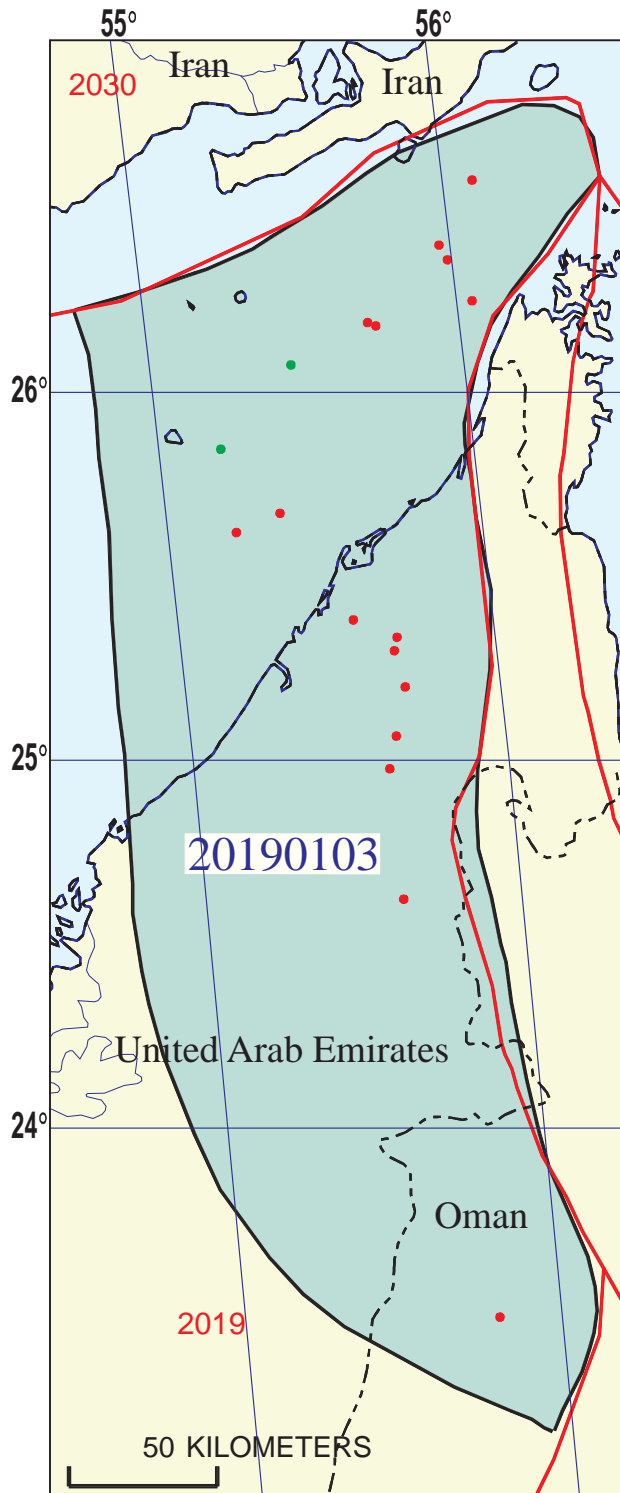 55° 56°
Iran
Iran
2030
26°
25°
20190103
United Arab Emirates
24°
Oman
2019
50 KILOMETERS